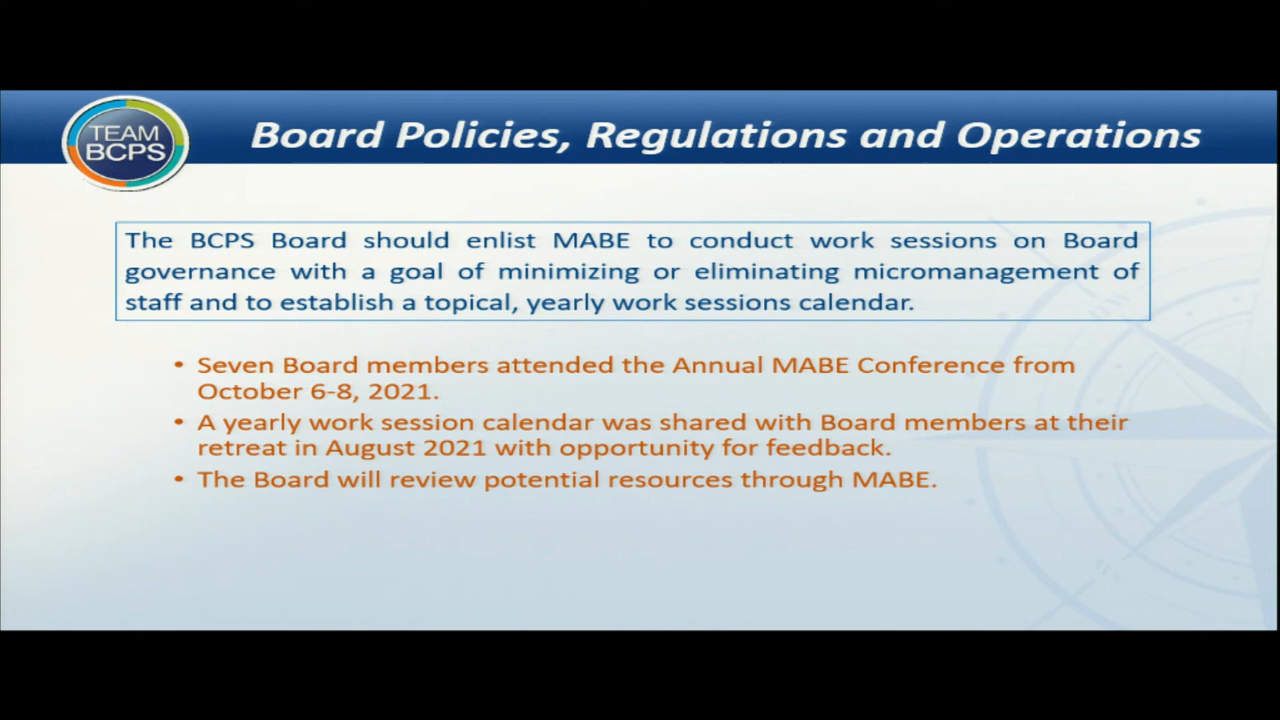 TEAM
BCPS
Board Policies, Regulations and Operations
The BCPS Board should enlist MABE to conduct work sessions on Board
governance with a goal of minimizing or eliminating micromanagement of
staff and to establish a topical, yearly work sessions calendar.
• Seven Board members attended the Annual MABE Conference from
October 6-8, 2021.
• A yearly work session calendar was shared with Board members at their
retreat in August 2021 with opportunity for feedback.
• The Board will review potential resources through MABE.